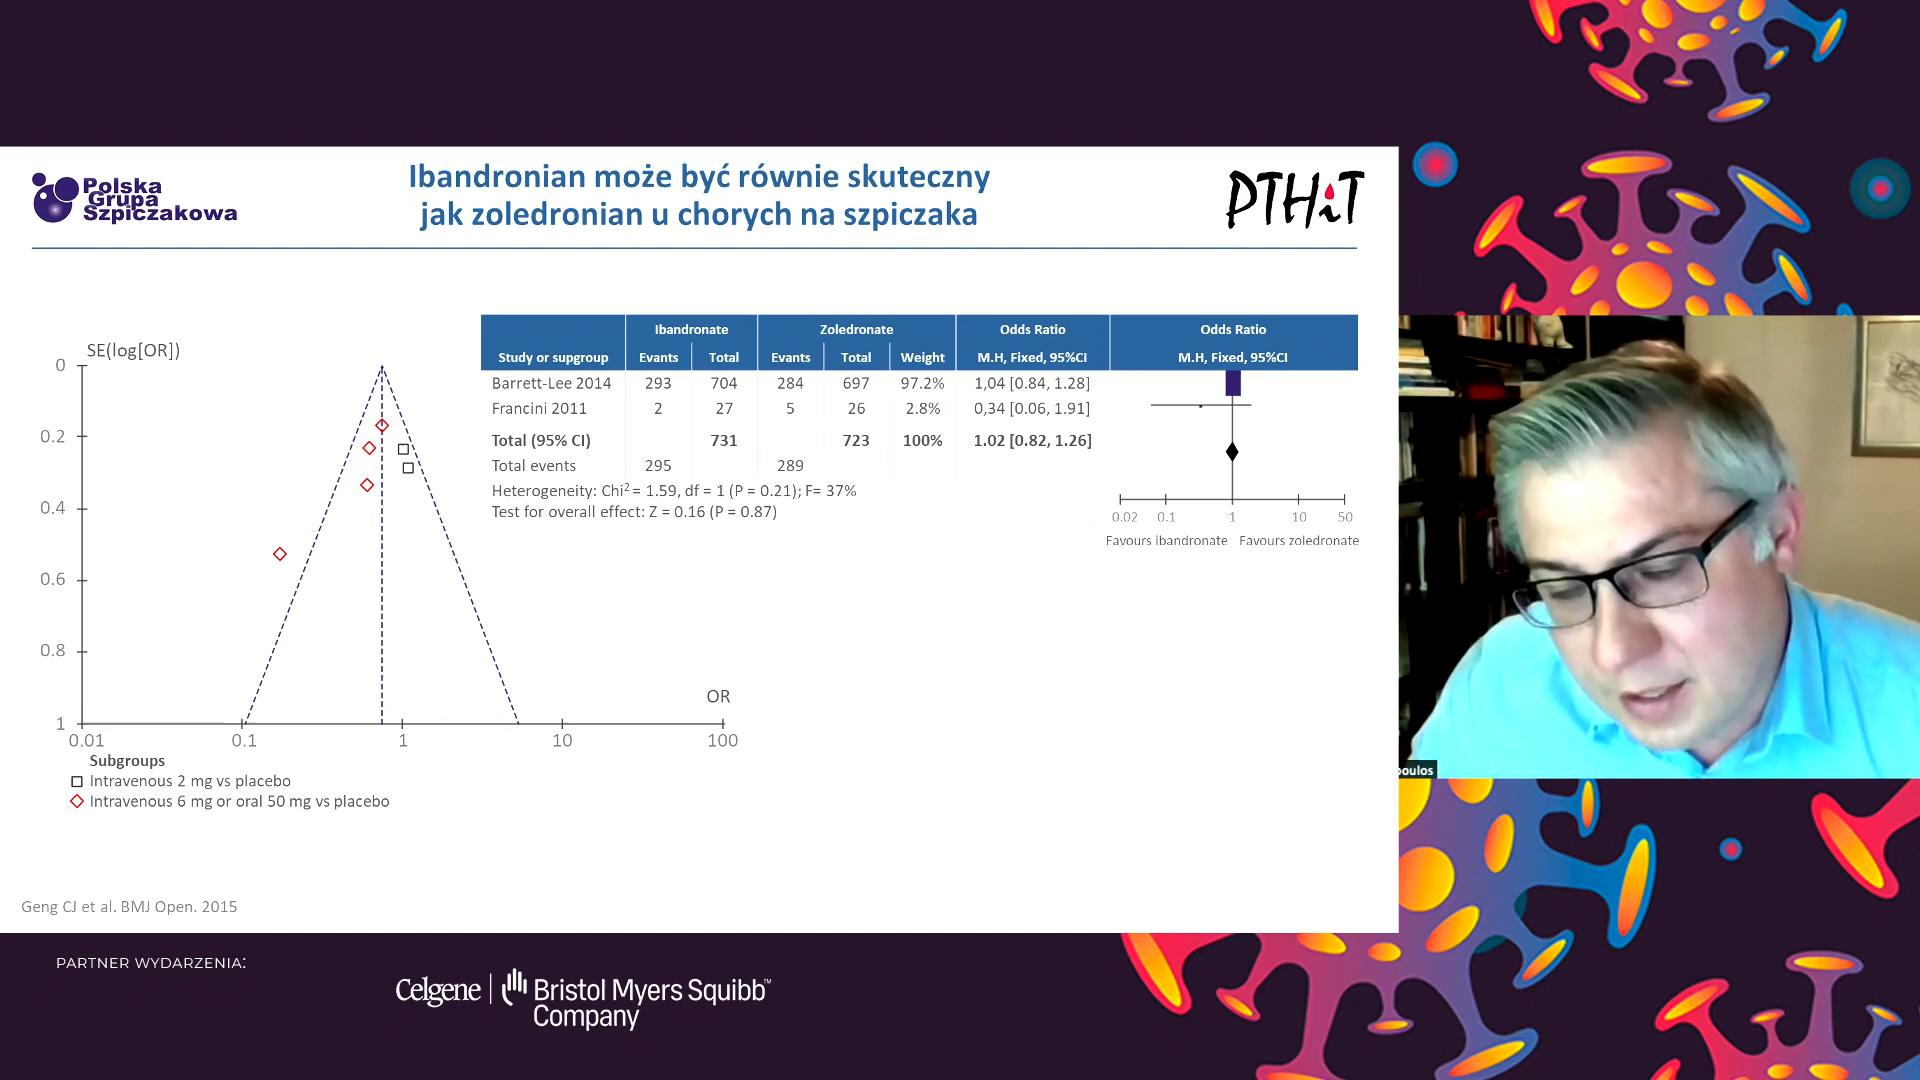 Polska
Grupa
Szpiczakowa
Ibandronian może być równie skuteczny
jak zoledronian u chorych na szpiczaka
PTHiT
SE(log[OR])
0
0.2
0.4
0.6
0.8
1
0.01 0.1 1 10 100
OR
Subgroups
Intravenous 2 mg vs placebo
Intravenous 6 mg or oral 50 mg vs placebo
Ibandronate Zoledronate Odds Ratio Odds Ratio
Study or subgroup Evants Total Evants Total Weight M.H, Fixed, 95%CI M.H, Fixed, 95%CI
Barrett-Lee 2014 293 704 284 697 97.2% 1,04 [0.84, 1.28]
Francini 2011 2 27 5 26 2.8% 0,34 [0.06, 1.91]
Total (95% CI) 731 723 100% 1.02 [0.82, 1.26]
Total events 295 289
Heterogeneity: Chi² = 1.59, df = 1 (P = 0.21); F= 37%
Test for overall effect: Z = 0.16 (P = 0.87)
0.02 0.1 1 10 50
Favours ibandronate Favours zoledronate
Geng CJ et al. BMJ Open. 2015
poulos
PARTNER WYDARZENIA:
Celgene | Bristol Myers Squibb™
Company